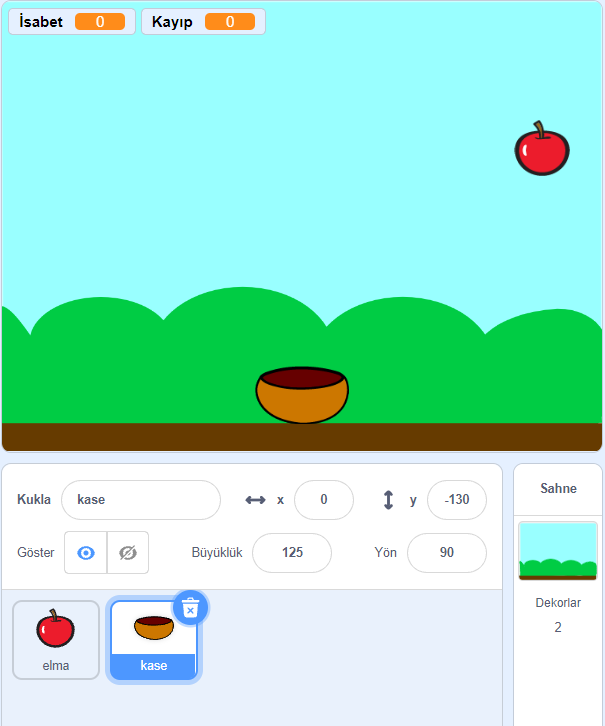 İsabet 0 Kayıp 0
Kukla kase x 0 y -130
Göster Büyüklük 125 Yön 90
elma kase
Sahne
Dekorlar
2